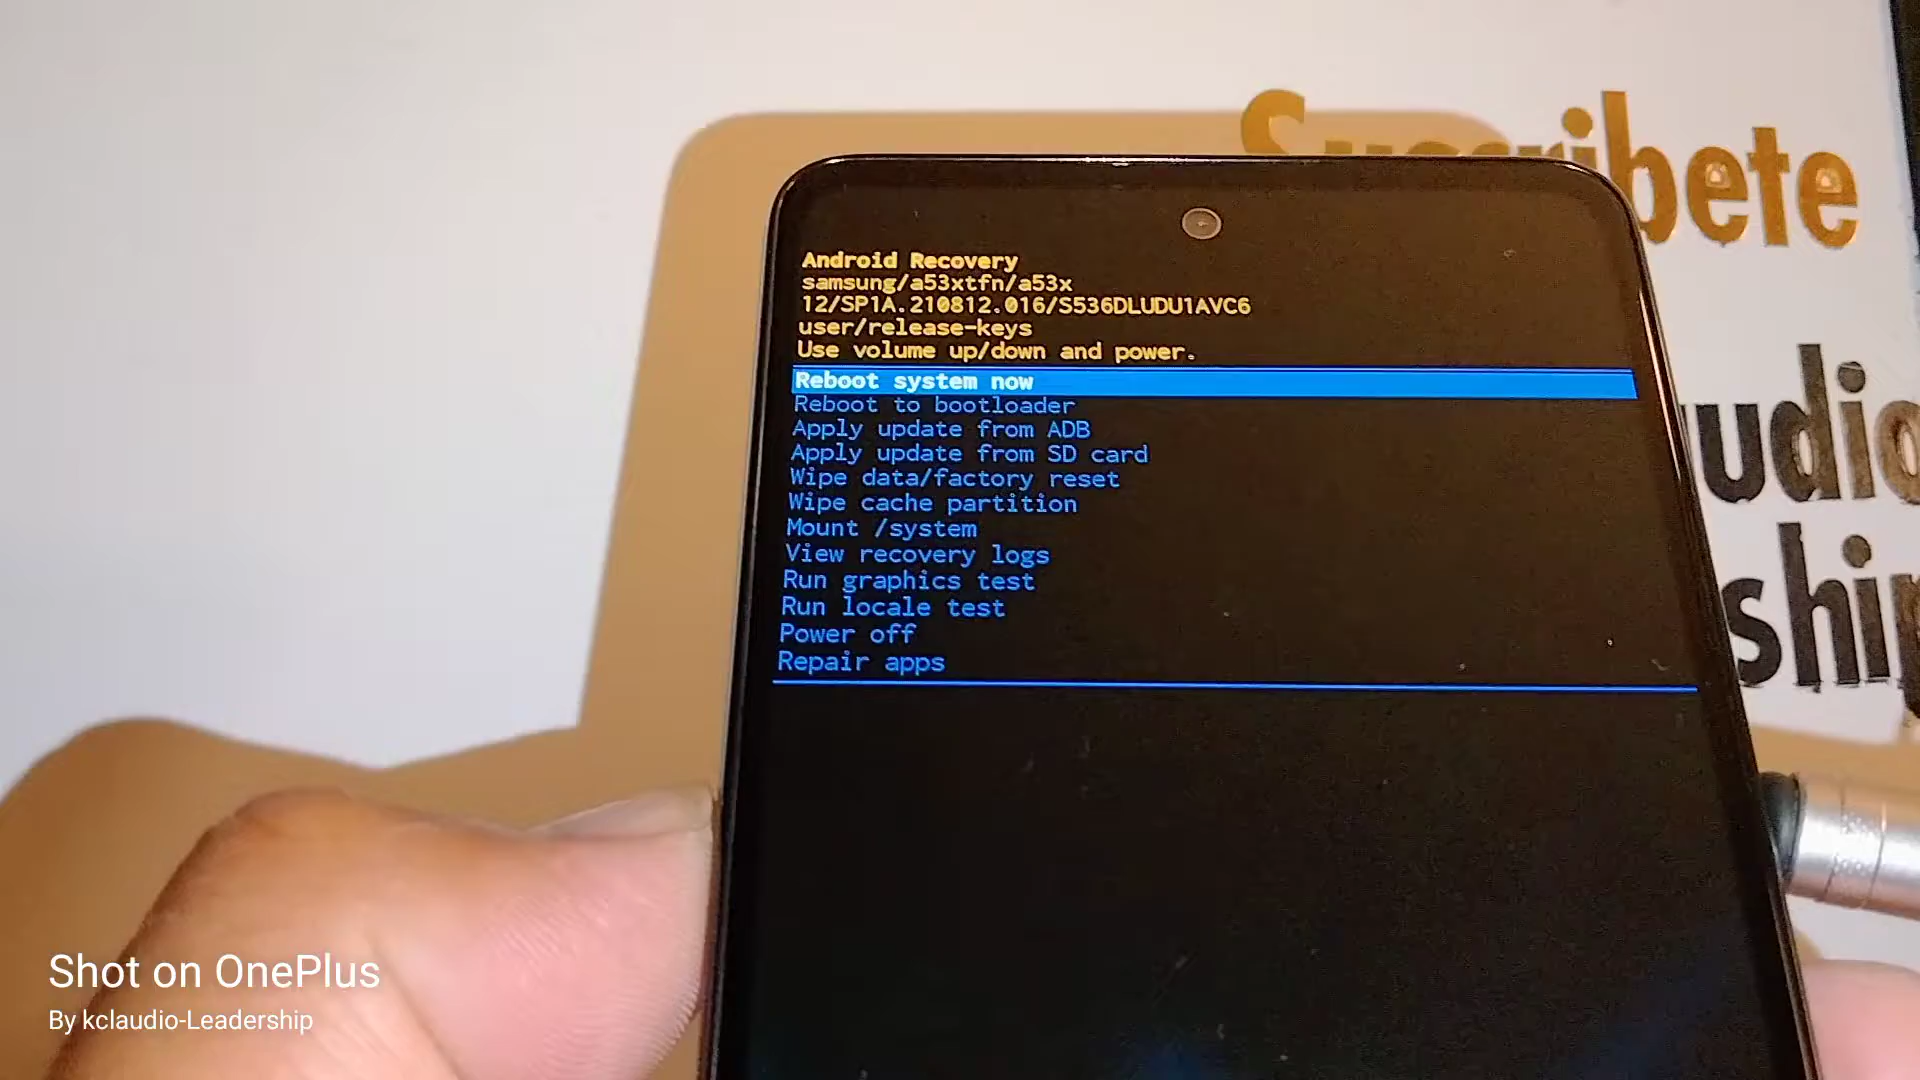 Suscribete
Android Recovery
samsung/a53xtfn/a53x
12/SP1A.210812.016/S536DLUDU1AVC6
user/release-keys
Use volume up/down and power.
Reboot system now
Reboot to bootloader
Apply update from ADB
Apply update from SD card
Wipe data/factory reset
Wipe cache partition
Mount /system
View recovery logs
Run graphics test
Run locale test
Power off
Repair apps
Shot on OnePlus
By kclaudio-Leadership